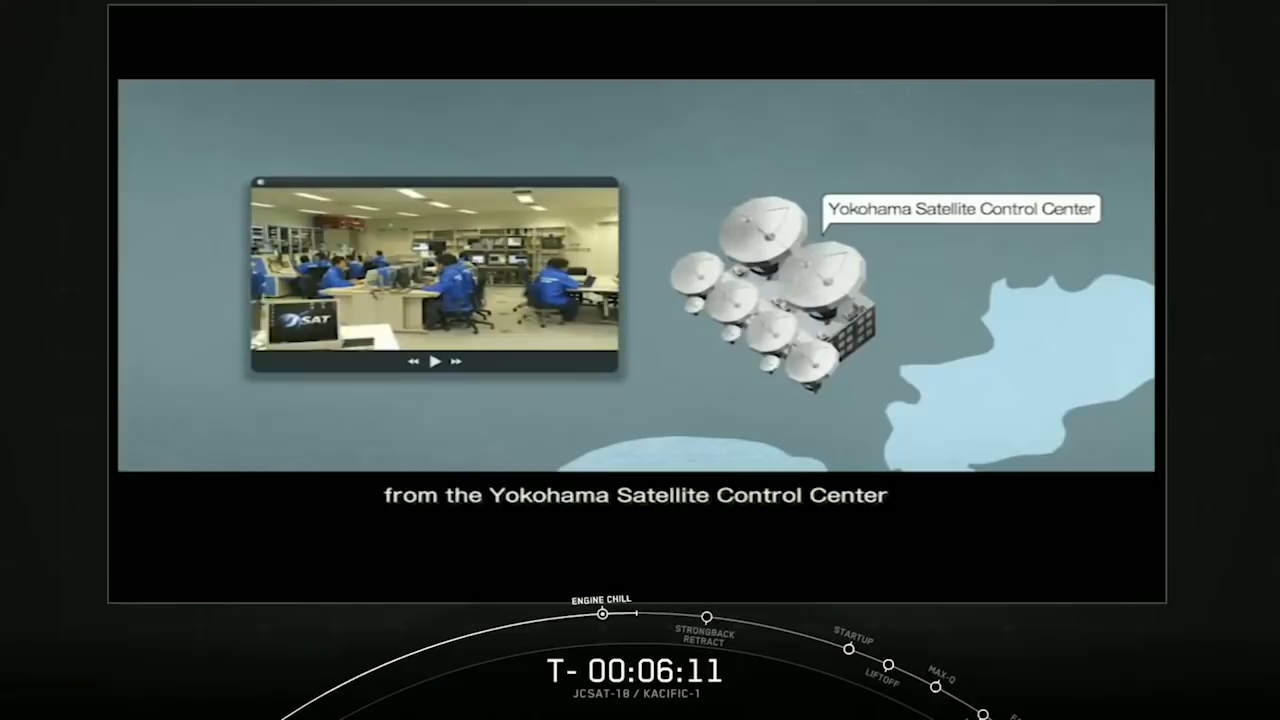 Yokohama Satellite Control Center
JSAT
from the Yokohama Satellite Control Center
ENGINE CHILL
STRONGBACK
RETRACT
STARTUP
LIFTOFF
MAX-Q
T- 00:06:11
JCSAT-18 / KACIFIC-1